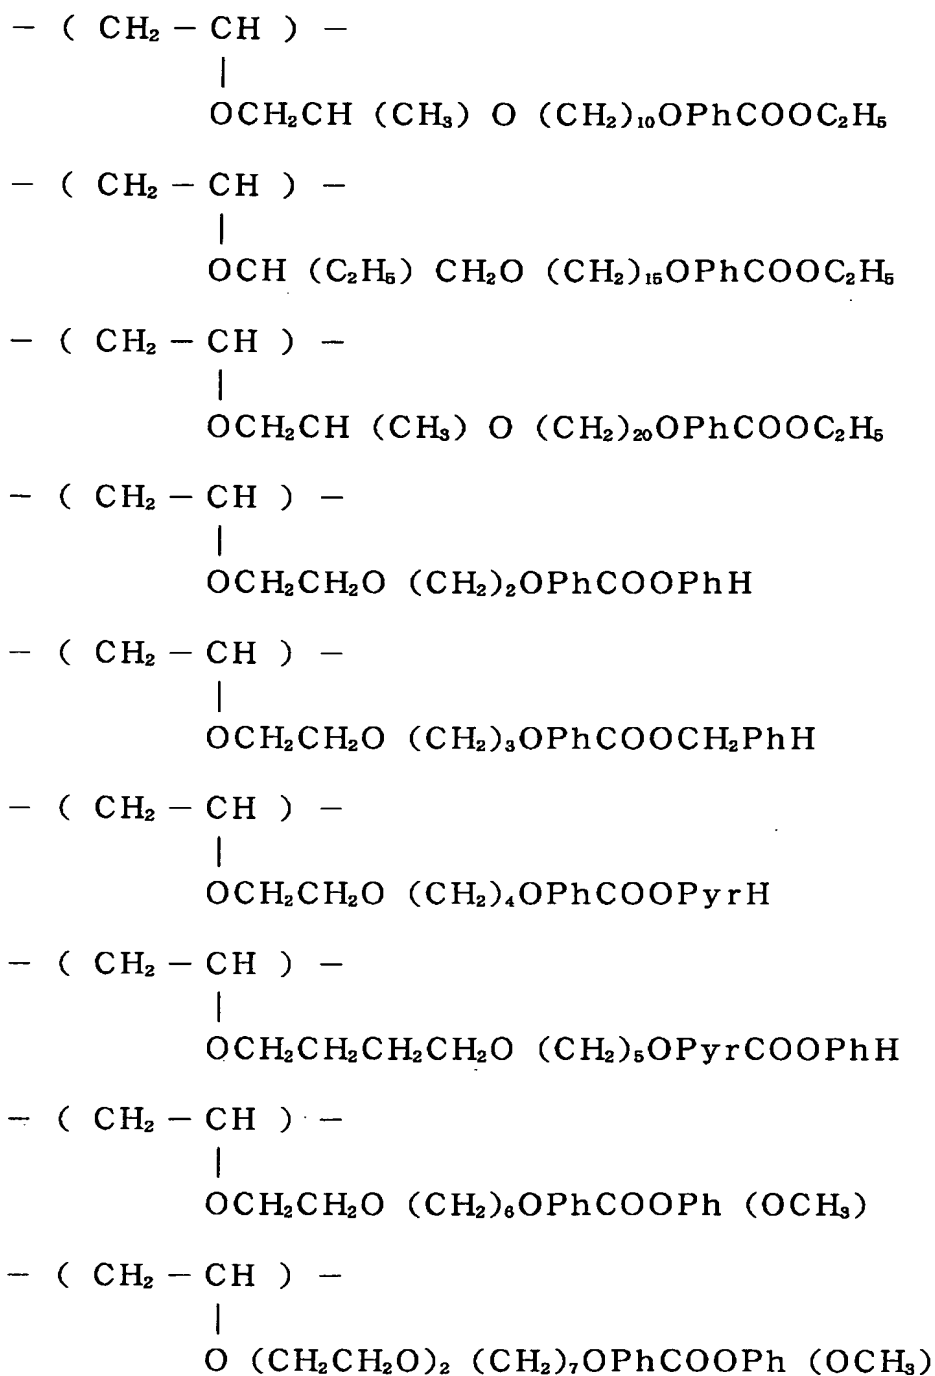 — ( CH₂ — CH ) —
|
OCH₂CH (CH₃) O (CH₂)₁₀OPhCOOC₂H₅
— ( CH₂ — CH ) —
|
OCH (C₂H₅) CH₂O (CH₂)₁₅OPhCOOC₂H₅
— ( CH₂ — CH ) —
|
OCH₂CH (CH₃) O (CH₂)₂₀OPhCOOC₂H₅
— ( CH₂ — CH ) —
|
OCH₂CH₂O (CH₂)₂OPhCOOPhH
— ( CH₂ — CH ) —
|
OCH₂CH₂O (CH₂)₃OPhCOOCH₂PhH
— ( CH₂ — CH ) —
|
OCH₂CH₂O (CH₂)₄OPhCOOPyrH
— ( CH₂ — CH ) —
|
OCH₂CH₂CH₂CH₂O (CH₂)₅OPyrCOOPhH
— ( CH₂ — CH ) —
|
OCH₂CH₂O (CH₂)₆OPhCOOPh (OCH₃)
— ( CH₂ — CH ) —
|
O (CH₂CH₂O)₂ (CH₂)₇OPhCOOPh (OCH₃)